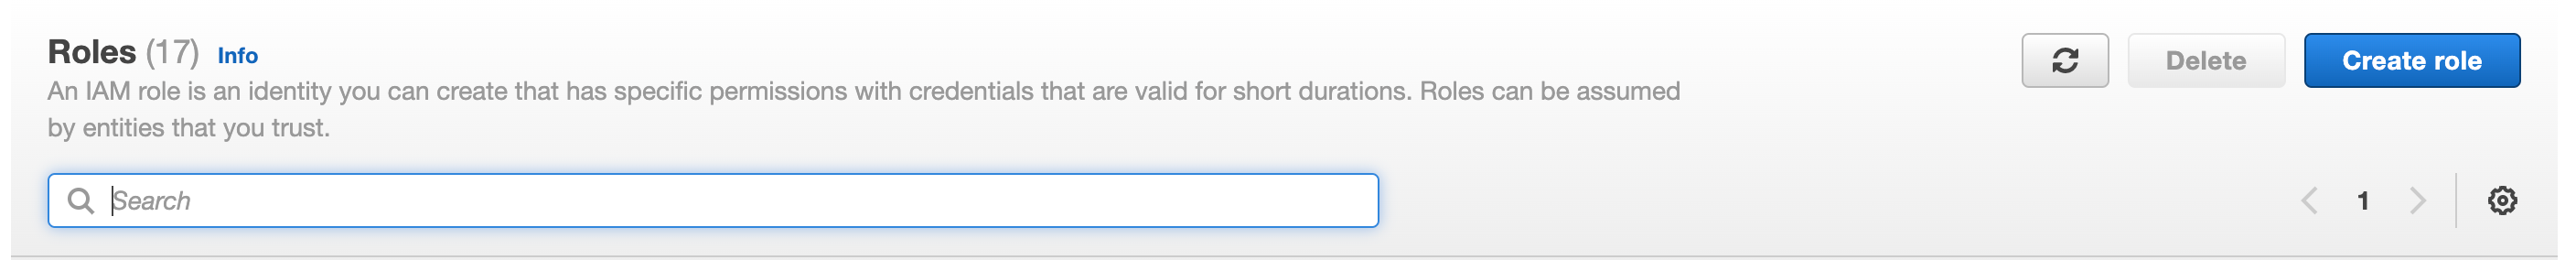 Roles (17) Info
Delete
Create role
An IAM role is an identity you can create that has specific permissions with credentials that are valid for short durations. Roles can be assumed
by entities that you trust.
Search
1